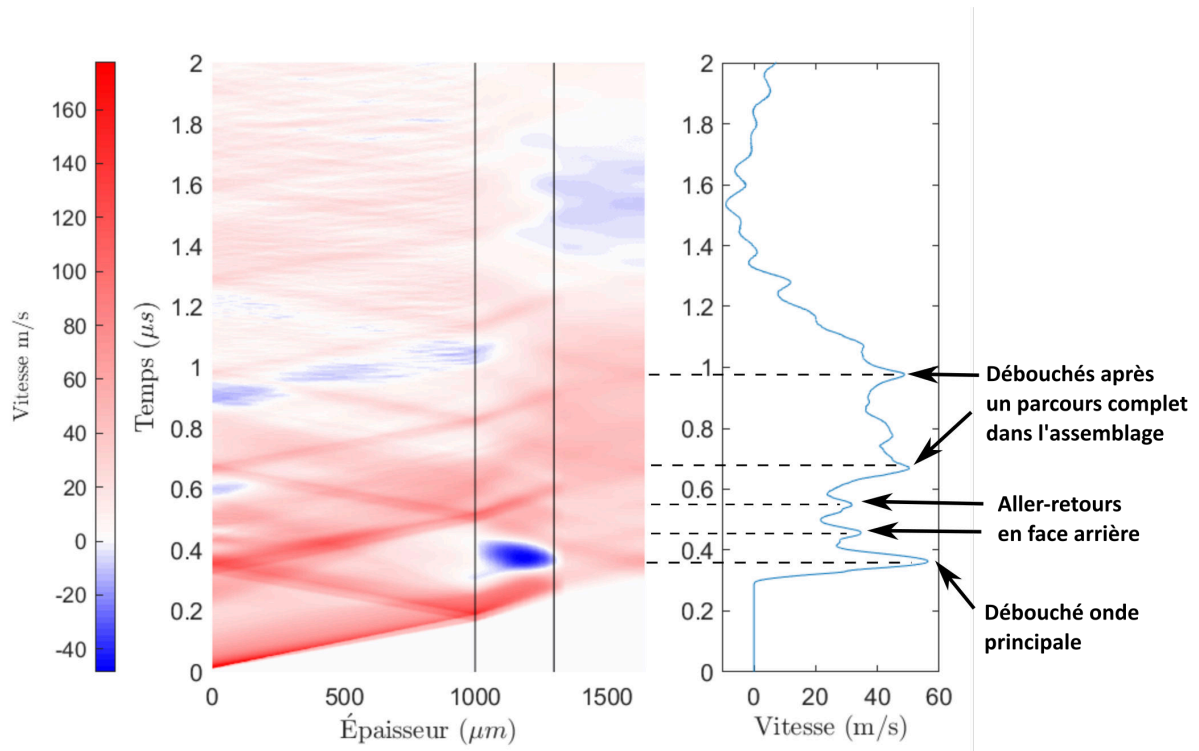 160
140
120
100
80
60
40
20
0
-20
-40
Vitesse m/s
2
1.8
1.6
1.4
1.2
1
0.8
0.6
0.4
0.2
0
Temps (μs)
0 500 1000 1500
Épaisseur (μm)
2
1.8
1.6
1.4
1.2
1
0.8
0.6
0.4
0.2
0
0 20 40 60
Vitesse (m/s)
Débouchés après
un parcours complet
dans l'assemblage
Aller-retours
en face arrière
Débouché onde
principale